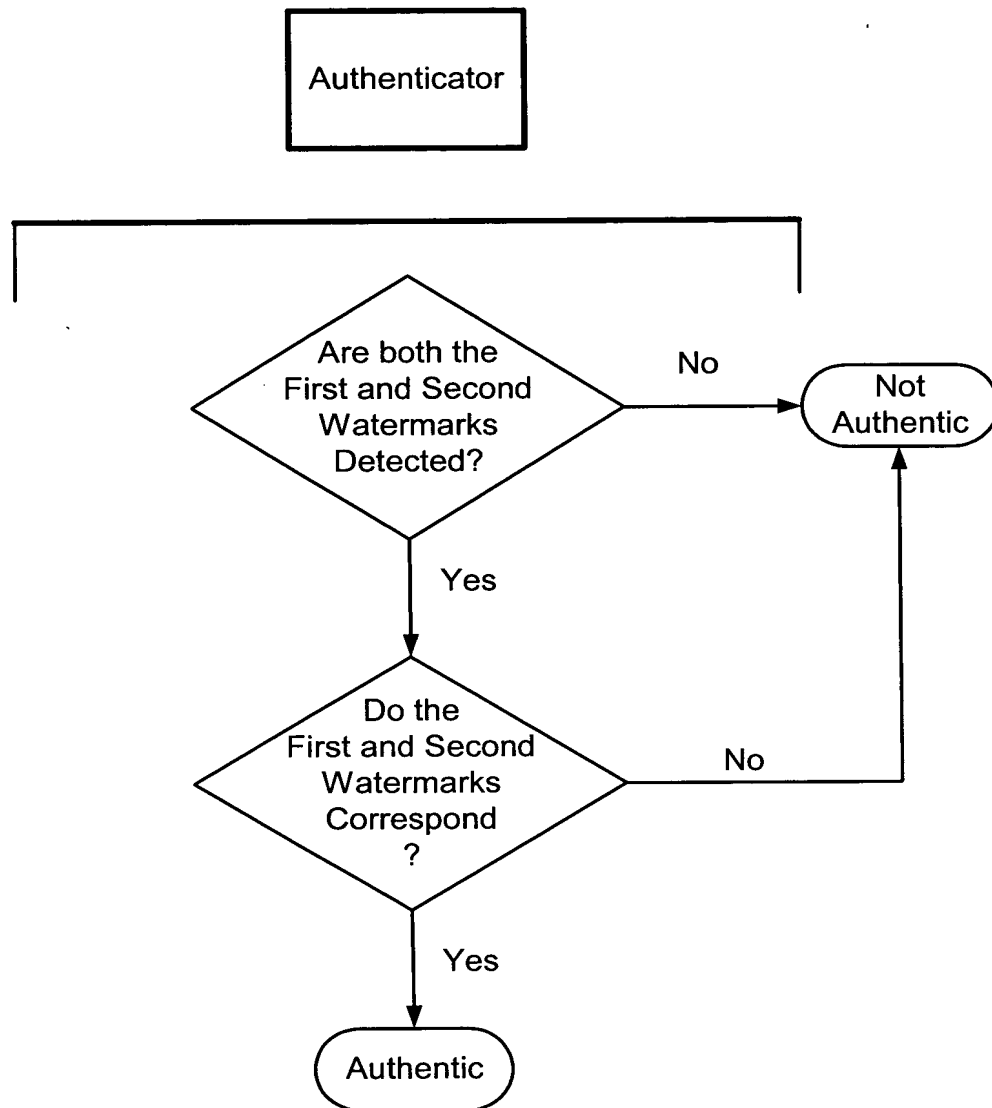 Authenticator
Are both the
First and Second
Watermarks
Detected?
No
Not
Authentic
Yes
Do the
First and Second
Watermarks
Correspond
?
No
Yes
Authentic